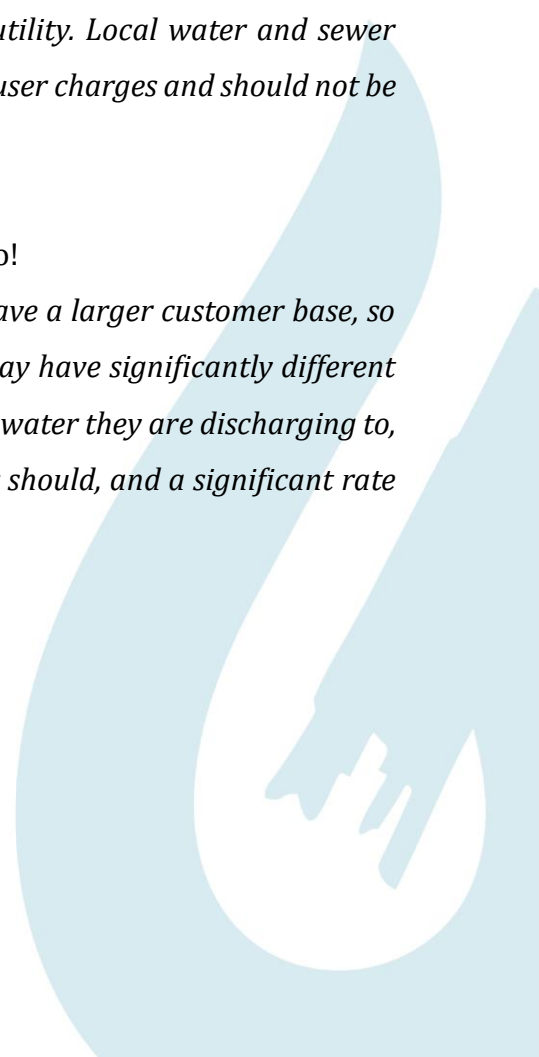 utility. Local water and sewer
user charges and should not be
o!
ave a larger customer base, so
ay have significantly different
water they are discharging to,
should, and a significant rate